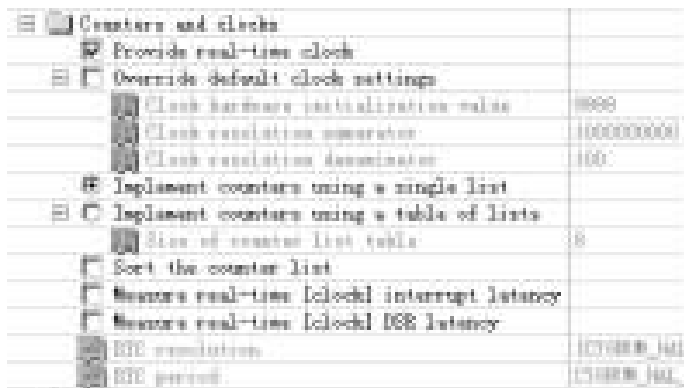 Counters and clocks
Provide real-time clock
Override default clock settings
Clock hardware initialization value
Clock resolution numerator 1000000000
Clock resolution denominator 100
Implement counters using a single list
Implement counters using a table of lists
Size of counter list table 8
Sort the counter list
Measure real-time [clock] interrupt latency
Measure real-time [clock] DSR latency
RTC resolution
RTC period